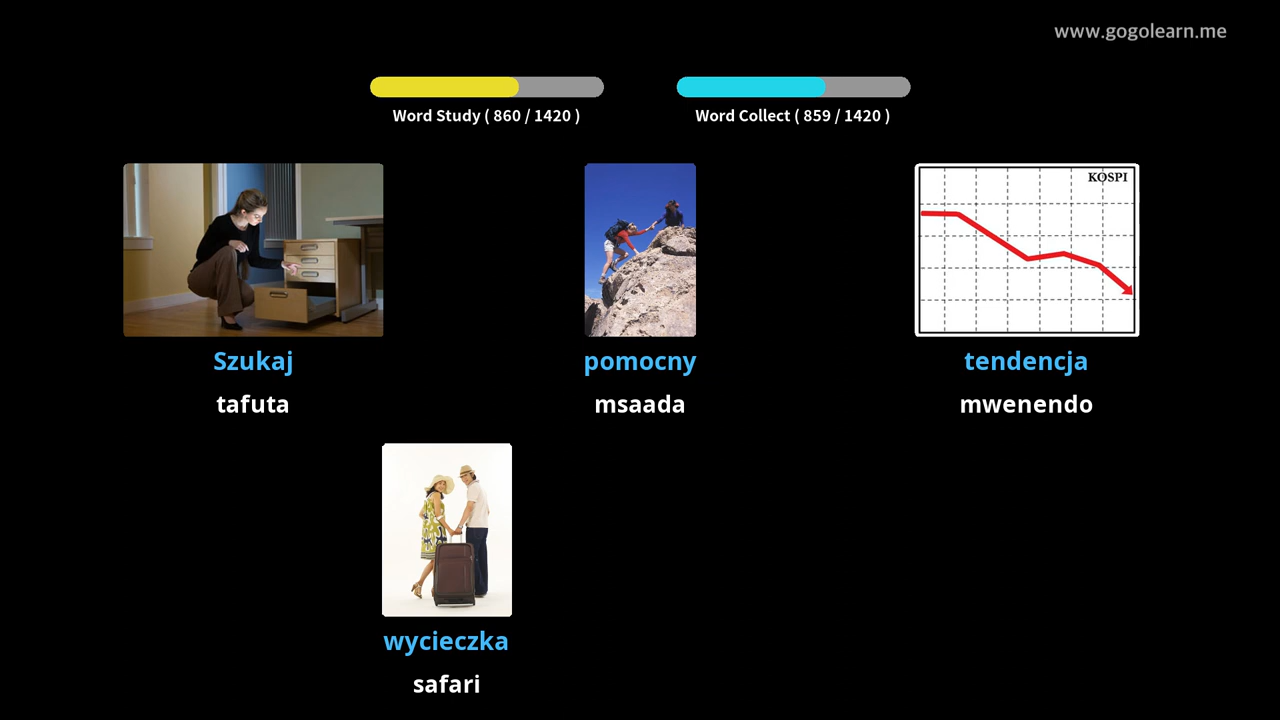 www.gogolearn.me
Word Study ( 860 / 1420 )
Word Collect ( 859 / 1420 )
KOSPI
Szukaj
pomocny
tendencja
tafuta
msaada
mwenendo
wycieczka
safari